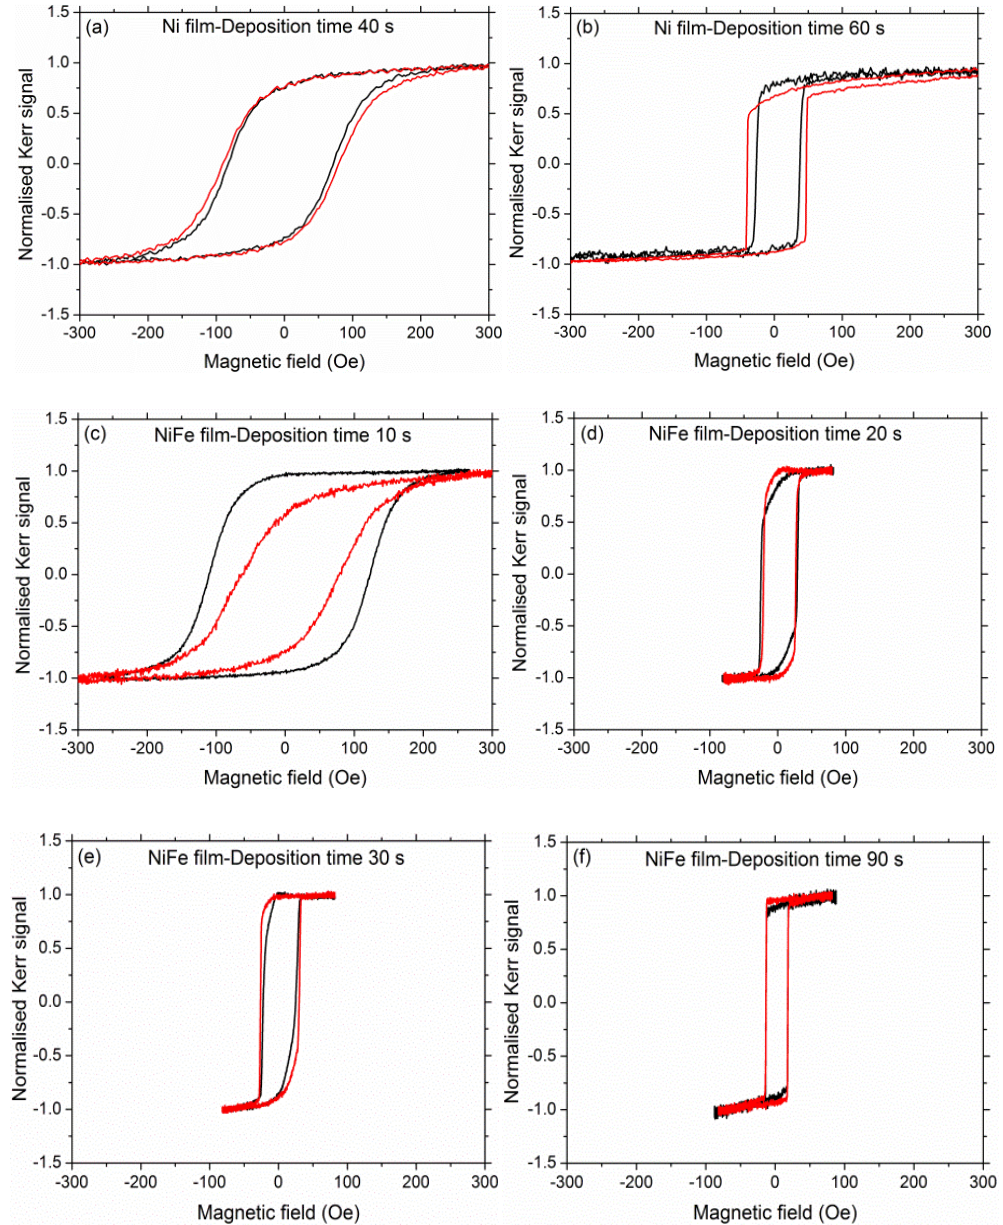 (a) Ni film-Deposition time 40 s
1.5
1.0
0.5
0.0
-0.5
-1.0
-1.5
Normalised Kerr signal
-300 -200 -100 0 100 200 300
Magnetic field (Oe)
(b) Ni film-Deposition time 60 s
1.5
1.0
0.5
0.0
-0.5
-1.0
-1.5
Normalised Kerr signal
-300 -200 -100 0 100 200 300
Magnetic field (Oe)
(c) NiFe film-Deposition time 10 s
1.5
1.0
0.5
0.0
-0.5
-1.0
-1.5
Normalised Kerr signal
-300 -200 -100 0 100 200 300
Magnetic field (Oe)
(d) NiFe film-Deposition time 20 s
1.5
1.0
0.5
0.0
-0.5
-1.0
-1.5
Normalised Kerr signal
-300 -200 -100 0 100 200 300
Magnetic field (Oe)
(e) NiFe film-Deposition time 30 s
1.5
1.0
0.5
0.0
-0.5
-1.0
-1.5
Normalised Kerr signal
-300 -200 -100 0 100 200 300
Magnetic field (Oe)
(f) NiFe film-Deposition time 90 s
1.5
1.0
0.5
0.0
-0.5
-1.0
-1.5
Normalised Kerr signal
-300 -200 -100 0 100 200 300
Magnetic field (Oe)